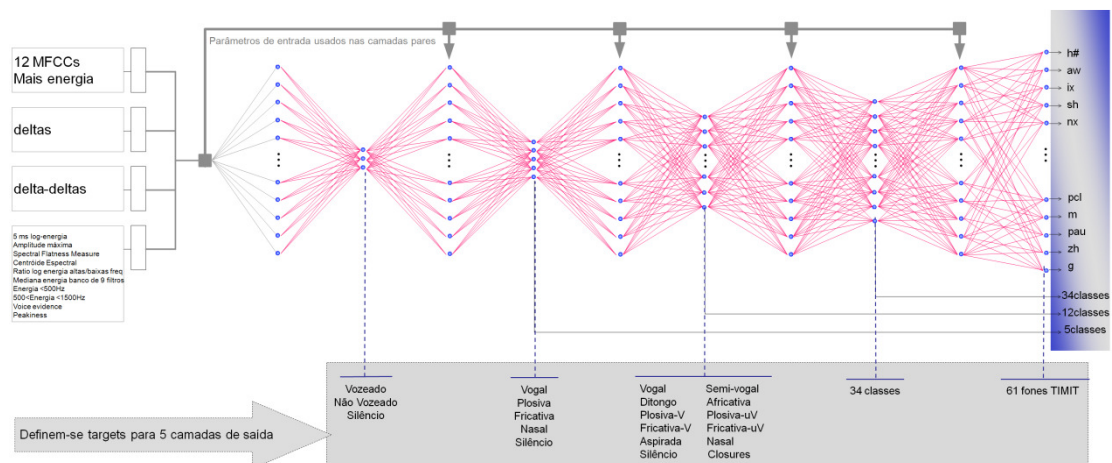 Parâmetros de entrada usados nas camadas pares
12 MFCCs
Mais energia
deltas
delta-deltas
5 ms log-energia
Amplitude máxima
Spectral Flatness Measure
Centróide Espectral
Ratio log energia altas/baixas freq
Mediana energia banco de 9 filtros
Energia <500Hz
500<Energia <1500Hz
Voice evidence
Peakiness
h#
aw
ix
sh
nx
pcl
m
pau
zh
g
34classes
12classes
5classes
Definem-se targets para 5 camadas de saída
Vozeado
Não Vozeado
Silêncio
Vogal
Plosiva
Fricativa
Nasal
Silêncio
Vogal
Ditongo
Plosiva-V
Fricativa-V
Aspirada
Silêncio
Semi-vogal
Africativa
Plosiva-uV
Fricativa-uV
Nasal
Closures
34 classes
61 fones TIMIT